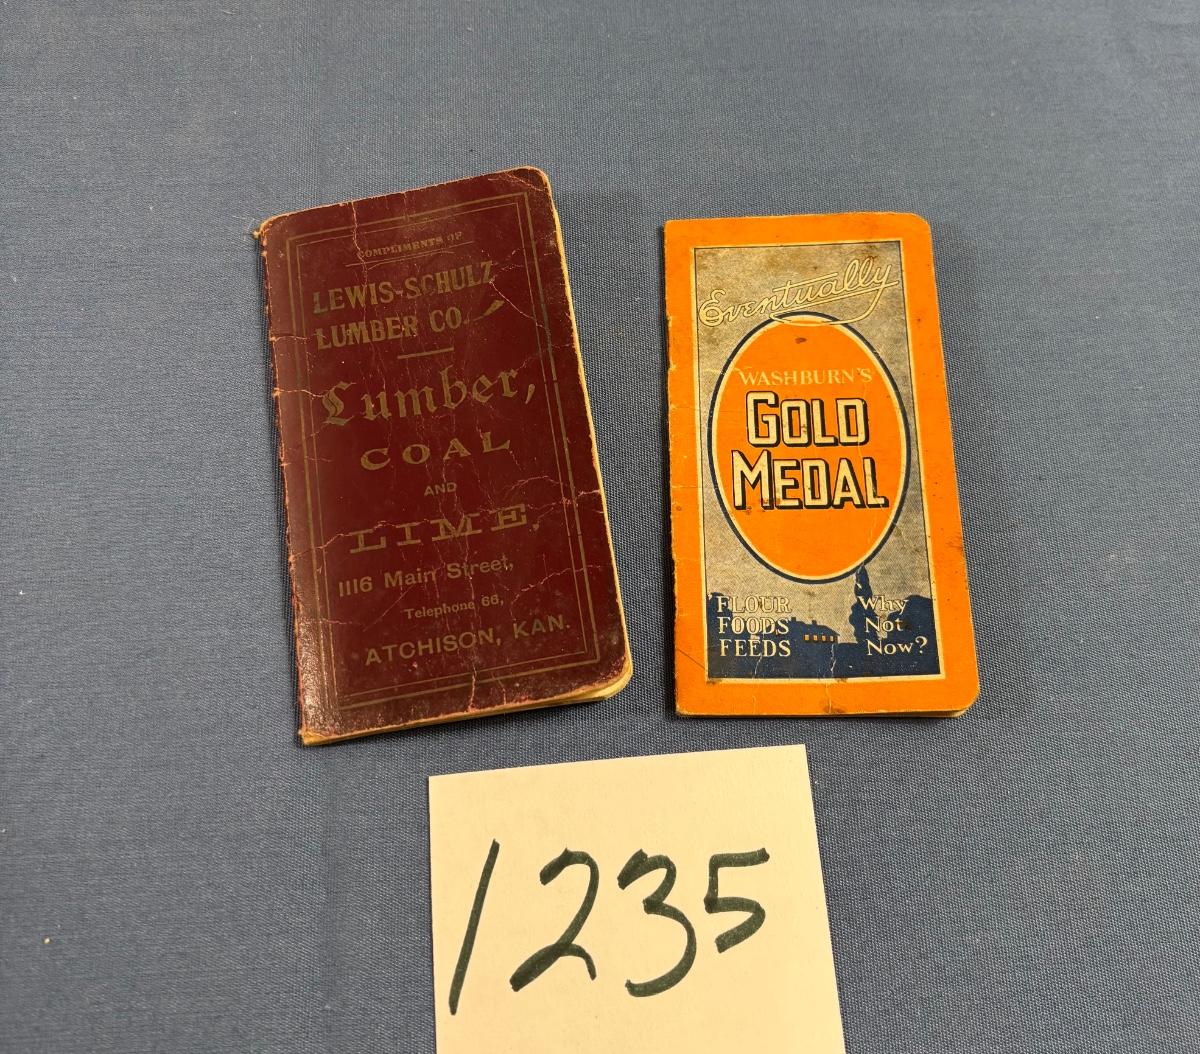 COMPLIMENTS OF
LEWIS-SCHULZ
LUMBER CO.
Lumber,
COAL
AND
LIME,
1116 Main Street,
Telephone 66,
ATCHISON, KAN.
Eventually
WASHBURN'S
GOLD
MEDAL
FLOUR
FOODS
FEEDS
Why
Not
Now?
1235